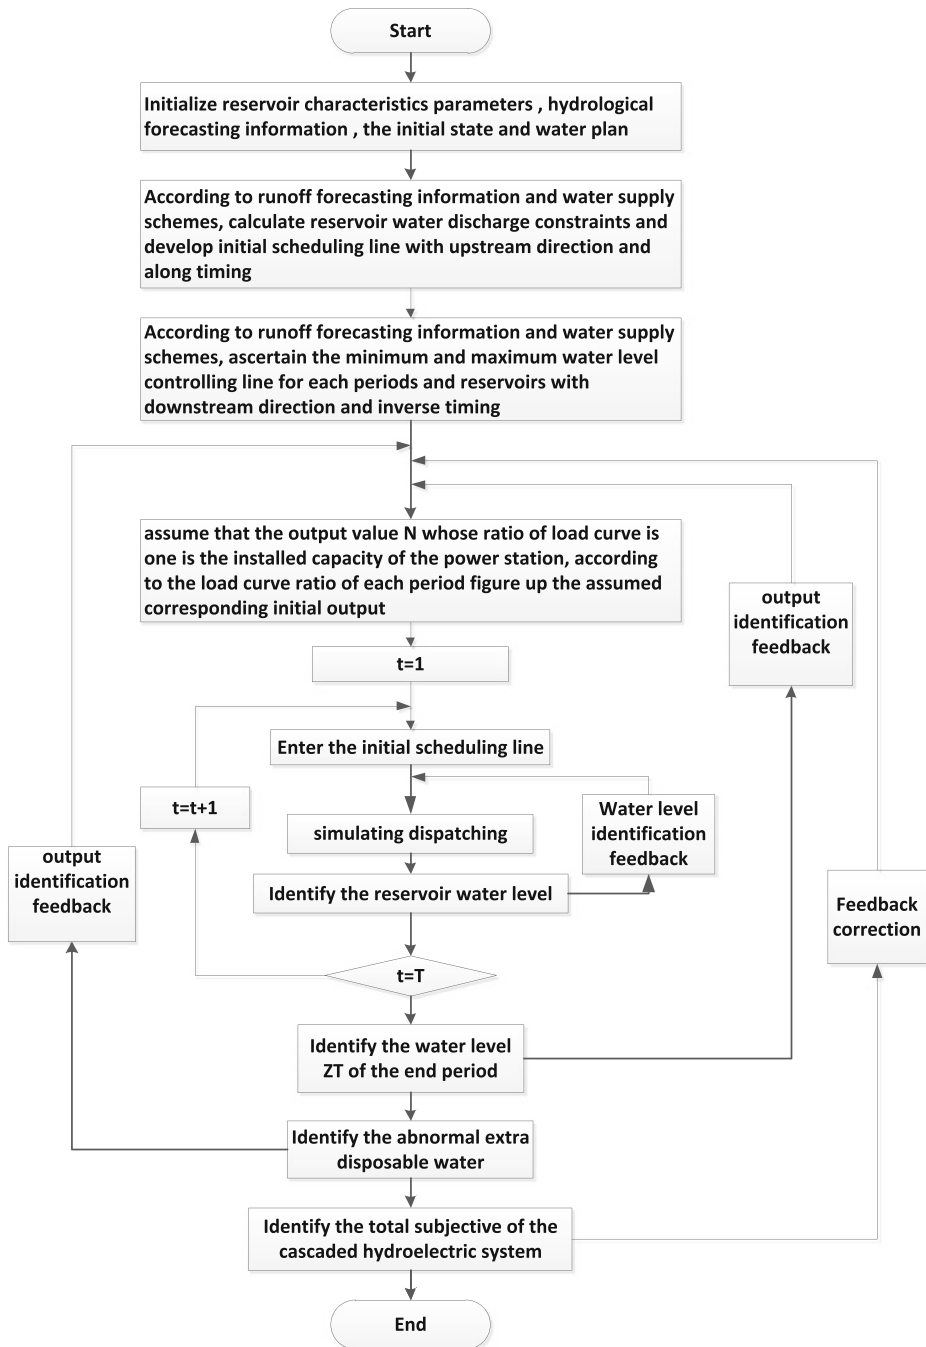 Start
Initialize reservoir characteristics parameters , hydrological
forecasting information , the initial state and water plan
According to runoff forecasting information and water supply
schemes, calculate reservoir water discharge constraints and
develop initial scheduling line with upstream direction and
along timing
According to runoff forecasting information and water supply
schemes, ascertain the minimum and maximum water level
controlling line for each periods and reservoirs with
downstream direction and inverse timing
assume that the output value N whose ratio of load curve is
one is the installed capacity of the power station, according
to the load curve ratio of each period figure up the assumed
corresponding initial output
output
identification
feedback
t=1
Enter the initial scheduling line
t=t+1
Water level
identification
feedback
simulating dispatching
output
identification
feedback
Identify the reservoir water level
Feedback
correction
t=T
Identify the water level
ZT of the end period
Identify the abnormal extra
disposable water
Identify the total subjective of the
cascaded hydroelectric system
End